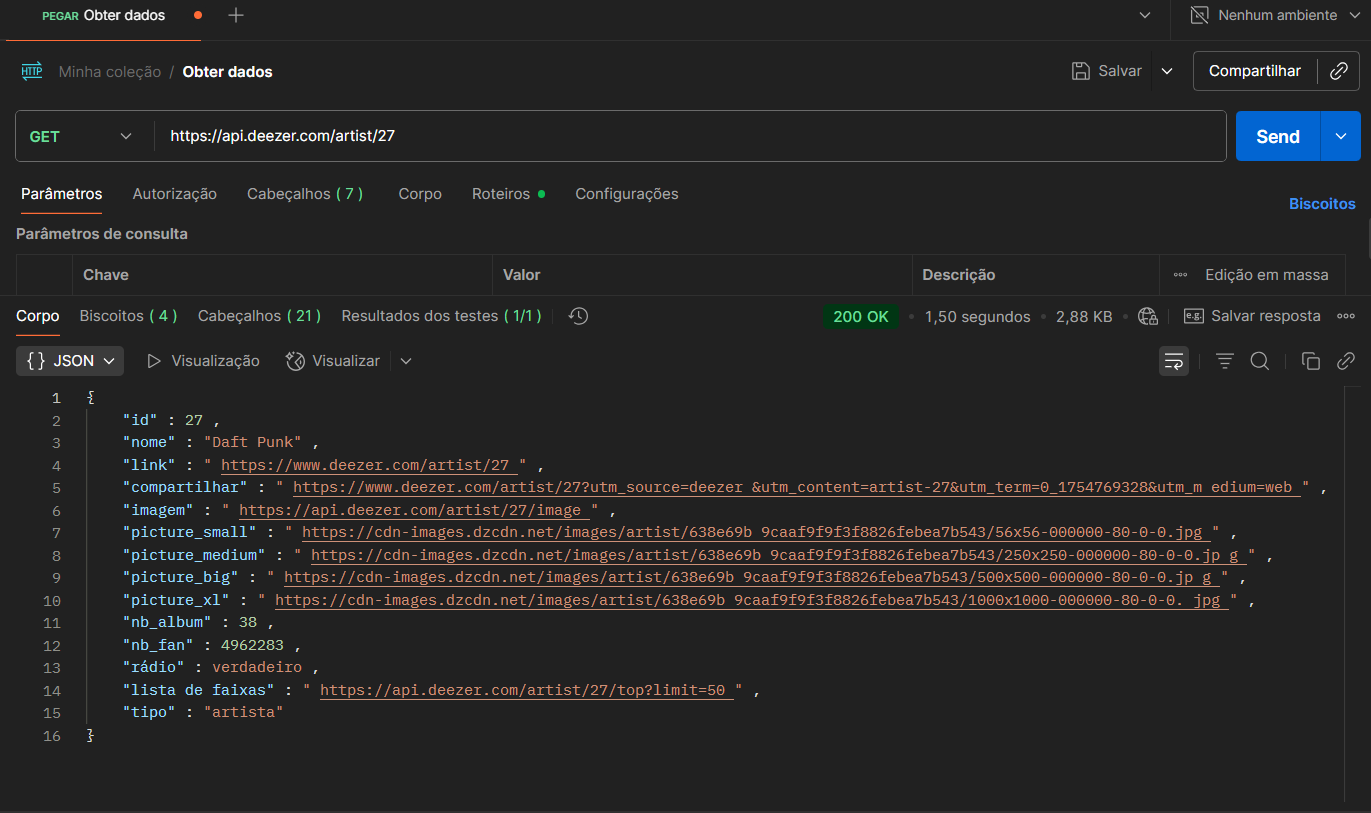 PEGAR Obter dados
Nenhum ambiente
HTTP Minha coleção / Obter dados
Salvar
Compartilhar
GET
https://api.deezer.com/artist/27
Send
Parâmetros Autorização Cabeçalhos ( 7 ) Corpo Roteiros Configurações
Biscoitos
Parâmetros de consulta
Chave Valor Descrição Edição em massa
Corpo Biscoitos ( 4 ) Cabeçalhos ( 21 ) Resultados dos testes ( 1/1 ) 200 OK • 1,50 segundos • 2,88 KB • e.g. Salvar resposta
{} JSON Visualização Visualizar
1 {
2 "id" : 27 ,
3 "nome" : "Daft Punk" ,
4 "link" : " https://www.deezer.com/artist/27 " ,
5 "compartilhar" : " https://www.deezer.com/artist/27?utm_source=deezer &utm_content=artist-27&utm_term=0_1754769328&utm_m edium=web " ,
6 "imagem" : " https://api.deezer.com/artist/27/image " ,
7 "picture_small" : " https://cdn-images.dzcdn.net/images/artist/638e69b 9caaf9f9f3f8826febea7b543/56x56-000000-80-0-0.jpg " ,
8 "picture_medium" : " https://cdn-images.dzcdn.net/images/artist/638e69b 9caaf9f9f3f8826febea7b543/250x250-000000-80-0-0.jp g " ,
9 "picture_big" : " https://cdn-images.dzcdn.net/images/artist/638e69b 9caaf9f9f3f8826febea7b543/500x500-000000-80-0-0.jp g " ,
10 "picture_xl" : " https://cdn-images.dzcdn.net/images/artist/638e69b 9caaf9f9f3f8826febea7b543/1000x1000-000000-80-0-0. jpg " ,
11 "nb_album" : 38 ,
12 "nb_fan" : 4962283 ,
13 "rádio" : verdadeiro ,
14 "lista de faixas" : " https://api.deezer.com/artist/27/top?limit=50 " ,
15 "tipo" : "artista"
16 }